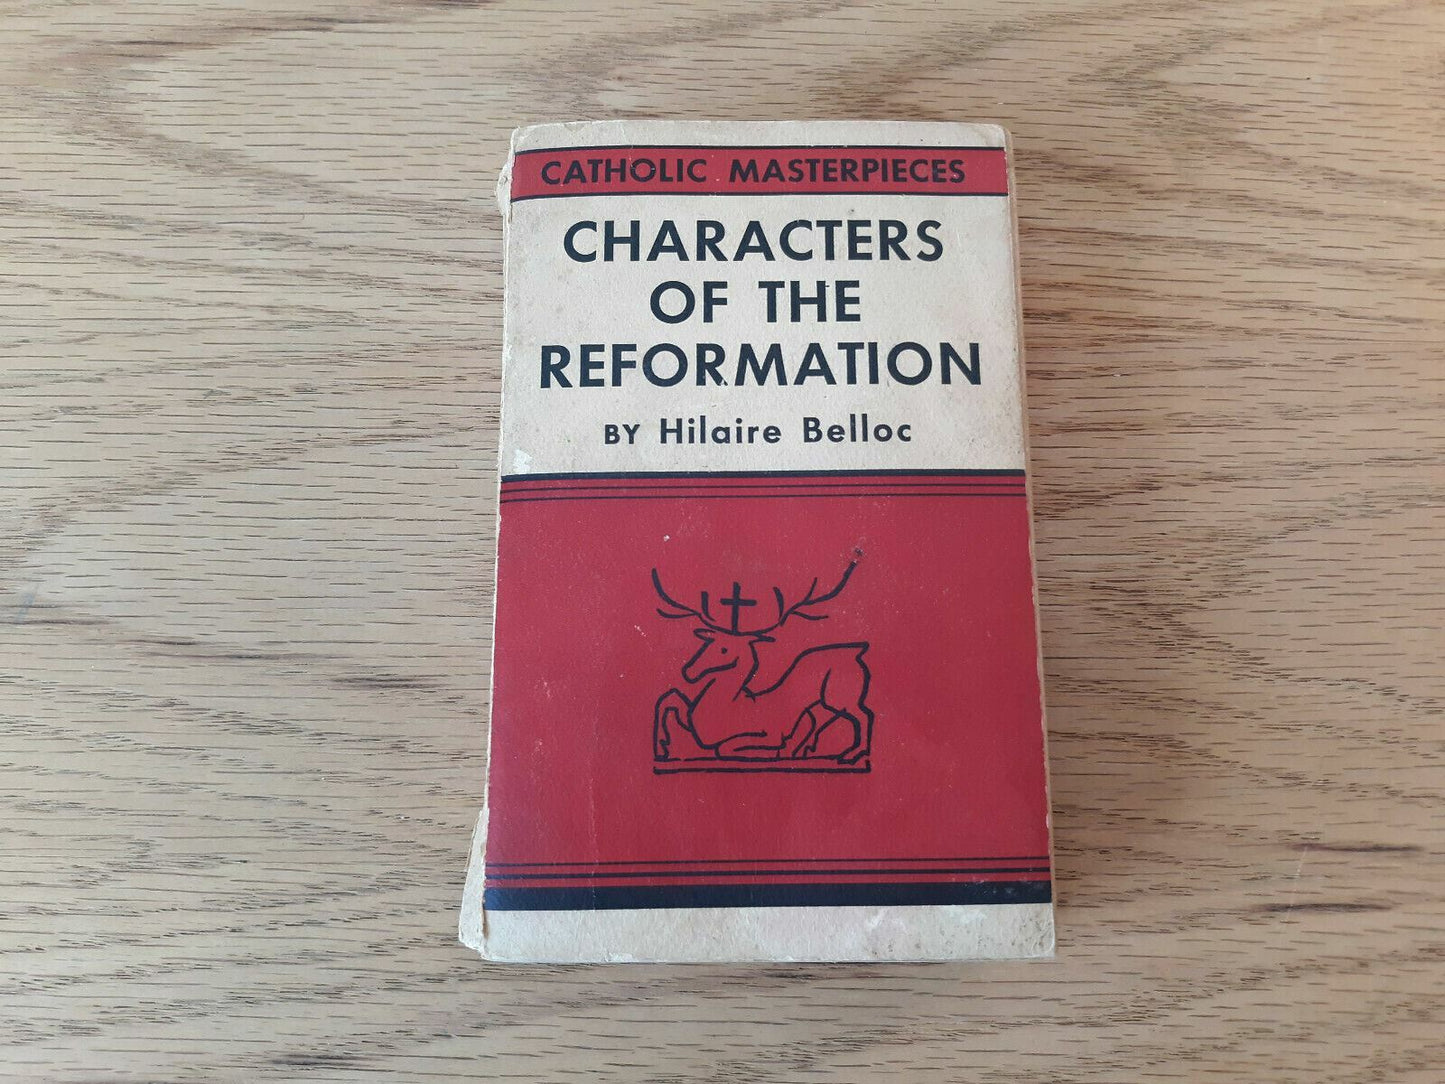 CATHOLIC MASTERPIECES
CHARACTERS
OF THE
REFORMATION
BY Hilaire Belloc